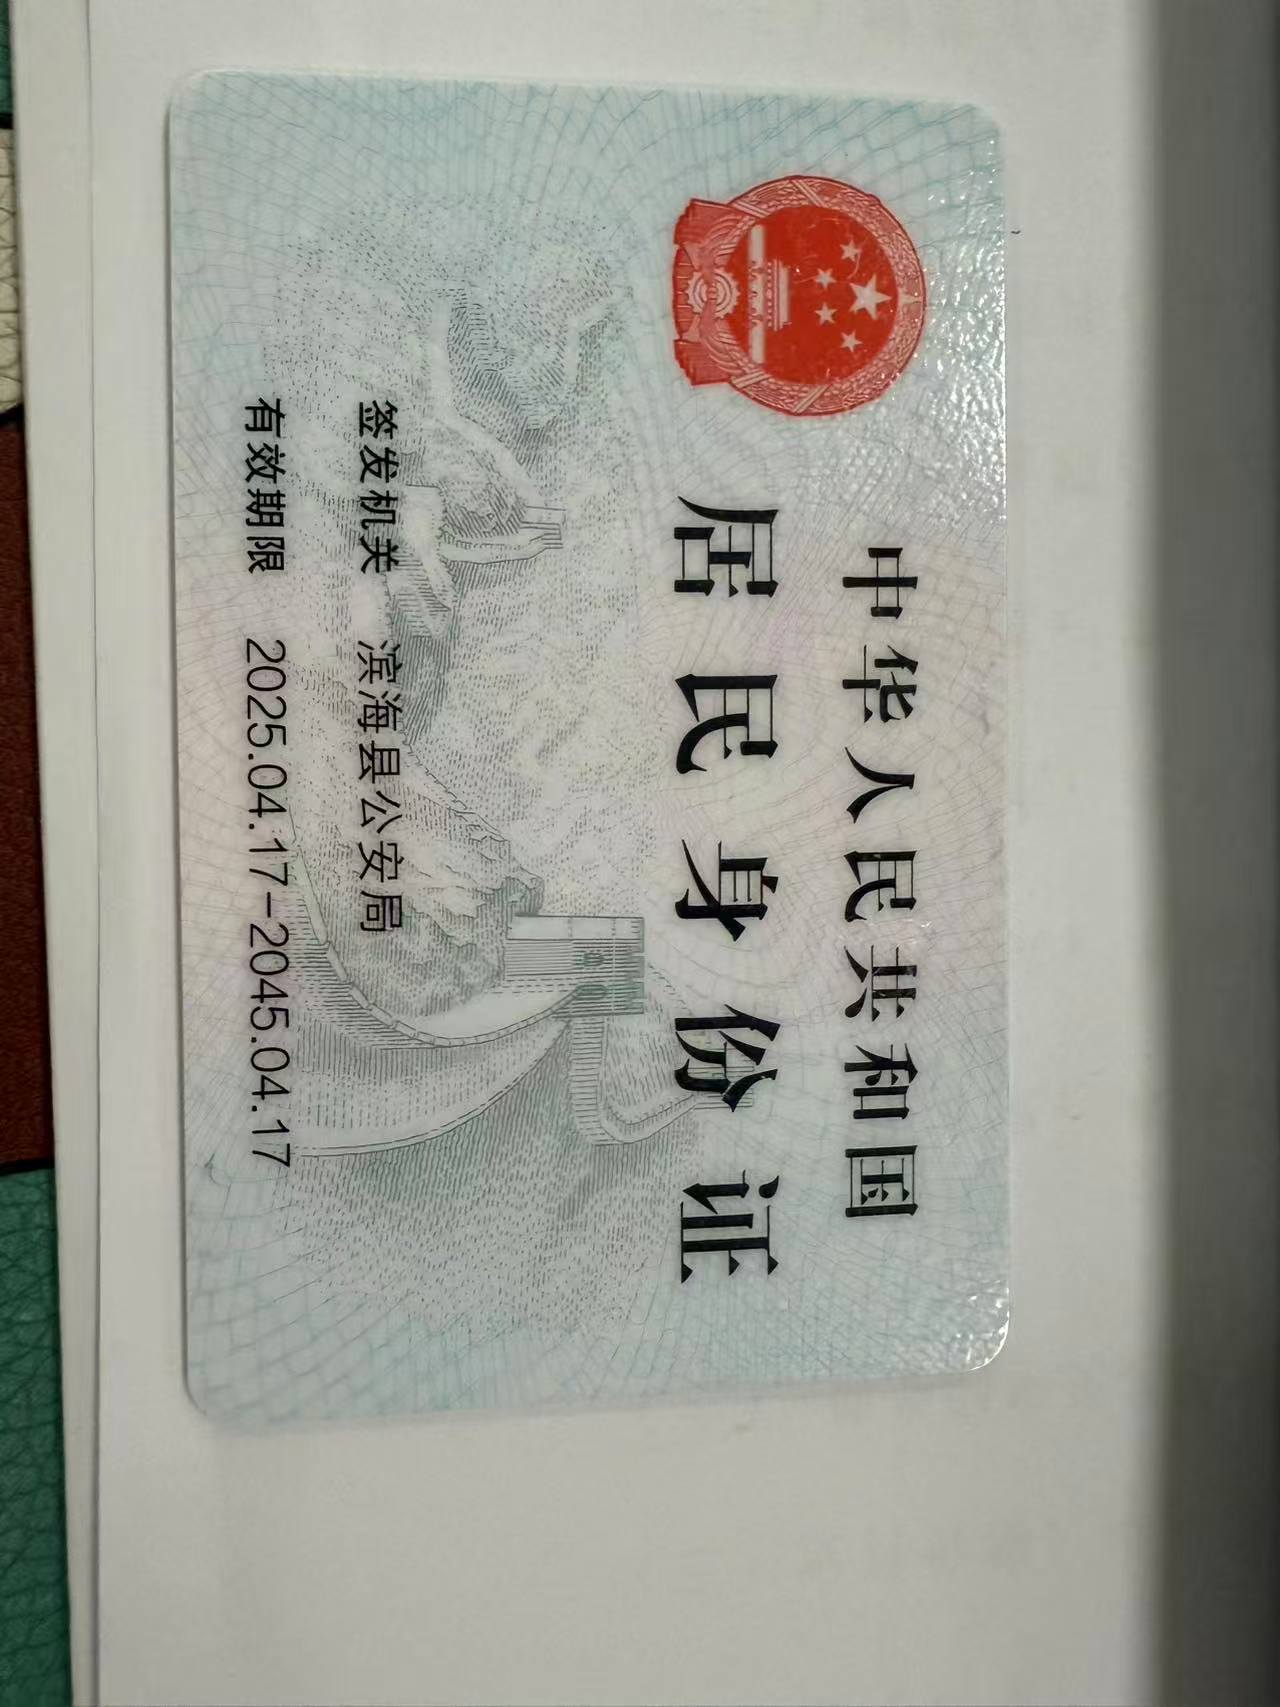 中华人民共和国
居民身份证
签发机关 滨海县公安局
有效期限 2025.04.17-2045.04.17